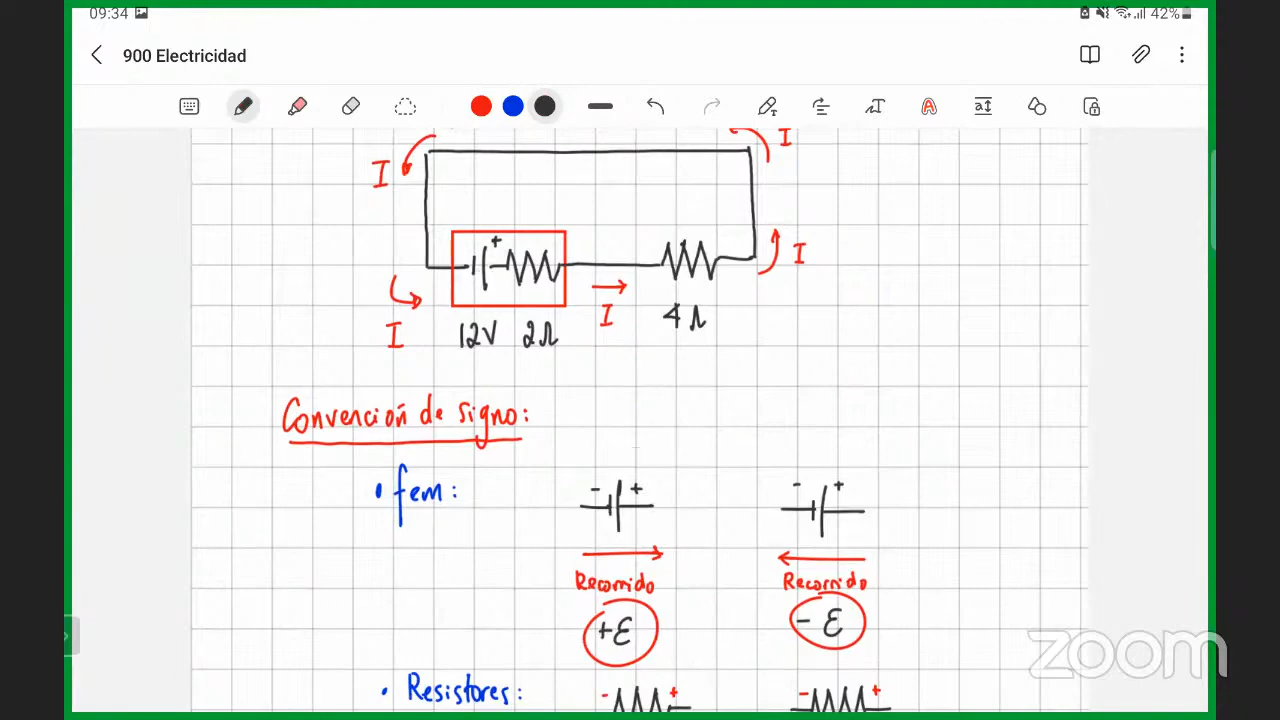 09:34 42%
900 Electricidad
I I
I
+
I
I
12V 2Ω 4Ω
Convención de signo:
• fem: - + - +
Recorrido Recorrido
+ε - ε
zoom
• Resistores: - + - +